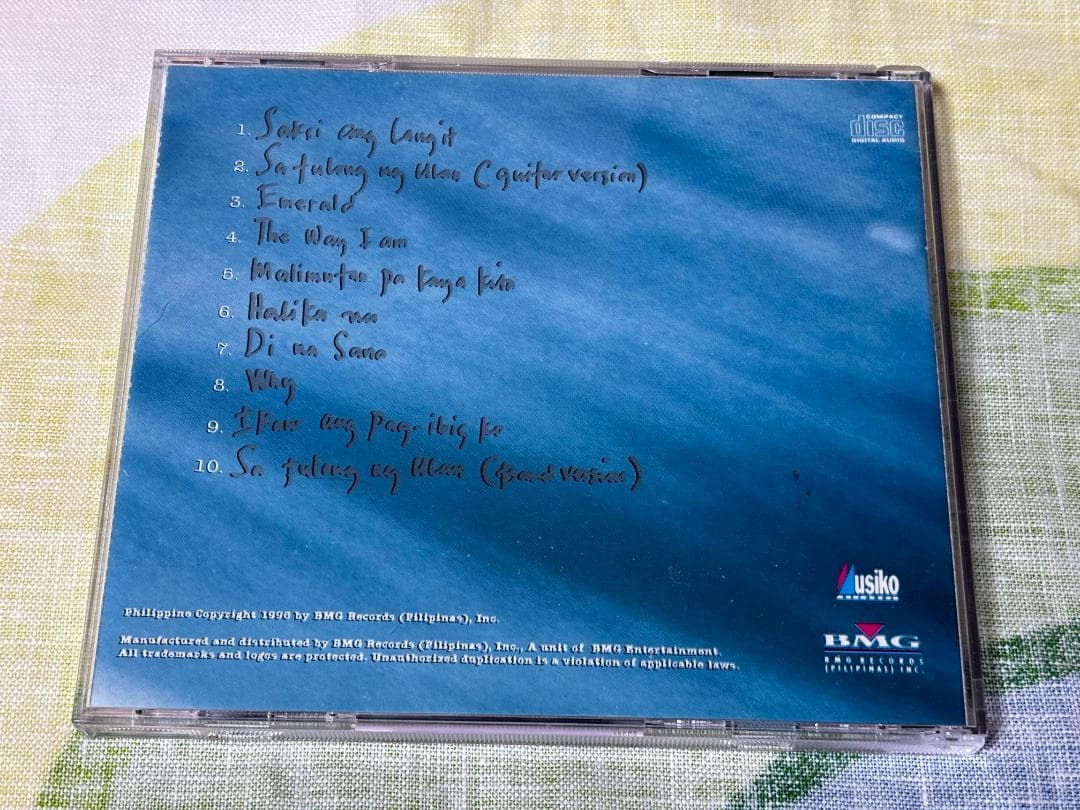 COMPACT
disc
DIGITAL AUDIO
1. Saksi ang Langit
2. Sa tulong ng Ulan (guitar version)
3. Emerald
4. The Way I am
5. Malimutan pa kaya kita
6. Halika na
7. Di na Sana
8. Why
9. Ikaw ang Pag-ibig ko
10. Sa tulong ng Ulan (Band version)
Musiko
RECORDS
BMG
BMG RECORDS
(PILIPINAS) INC.
Philippine Copyright 1996 by BMG Records (Pilipinas), Inc.
Manufactured and distributed by BMG Records (Pilipinas), Inc., A unit of BMG Entertainment.
All trademarks and logos are protected. Unauthorized duplication is a violation of applicable laws.